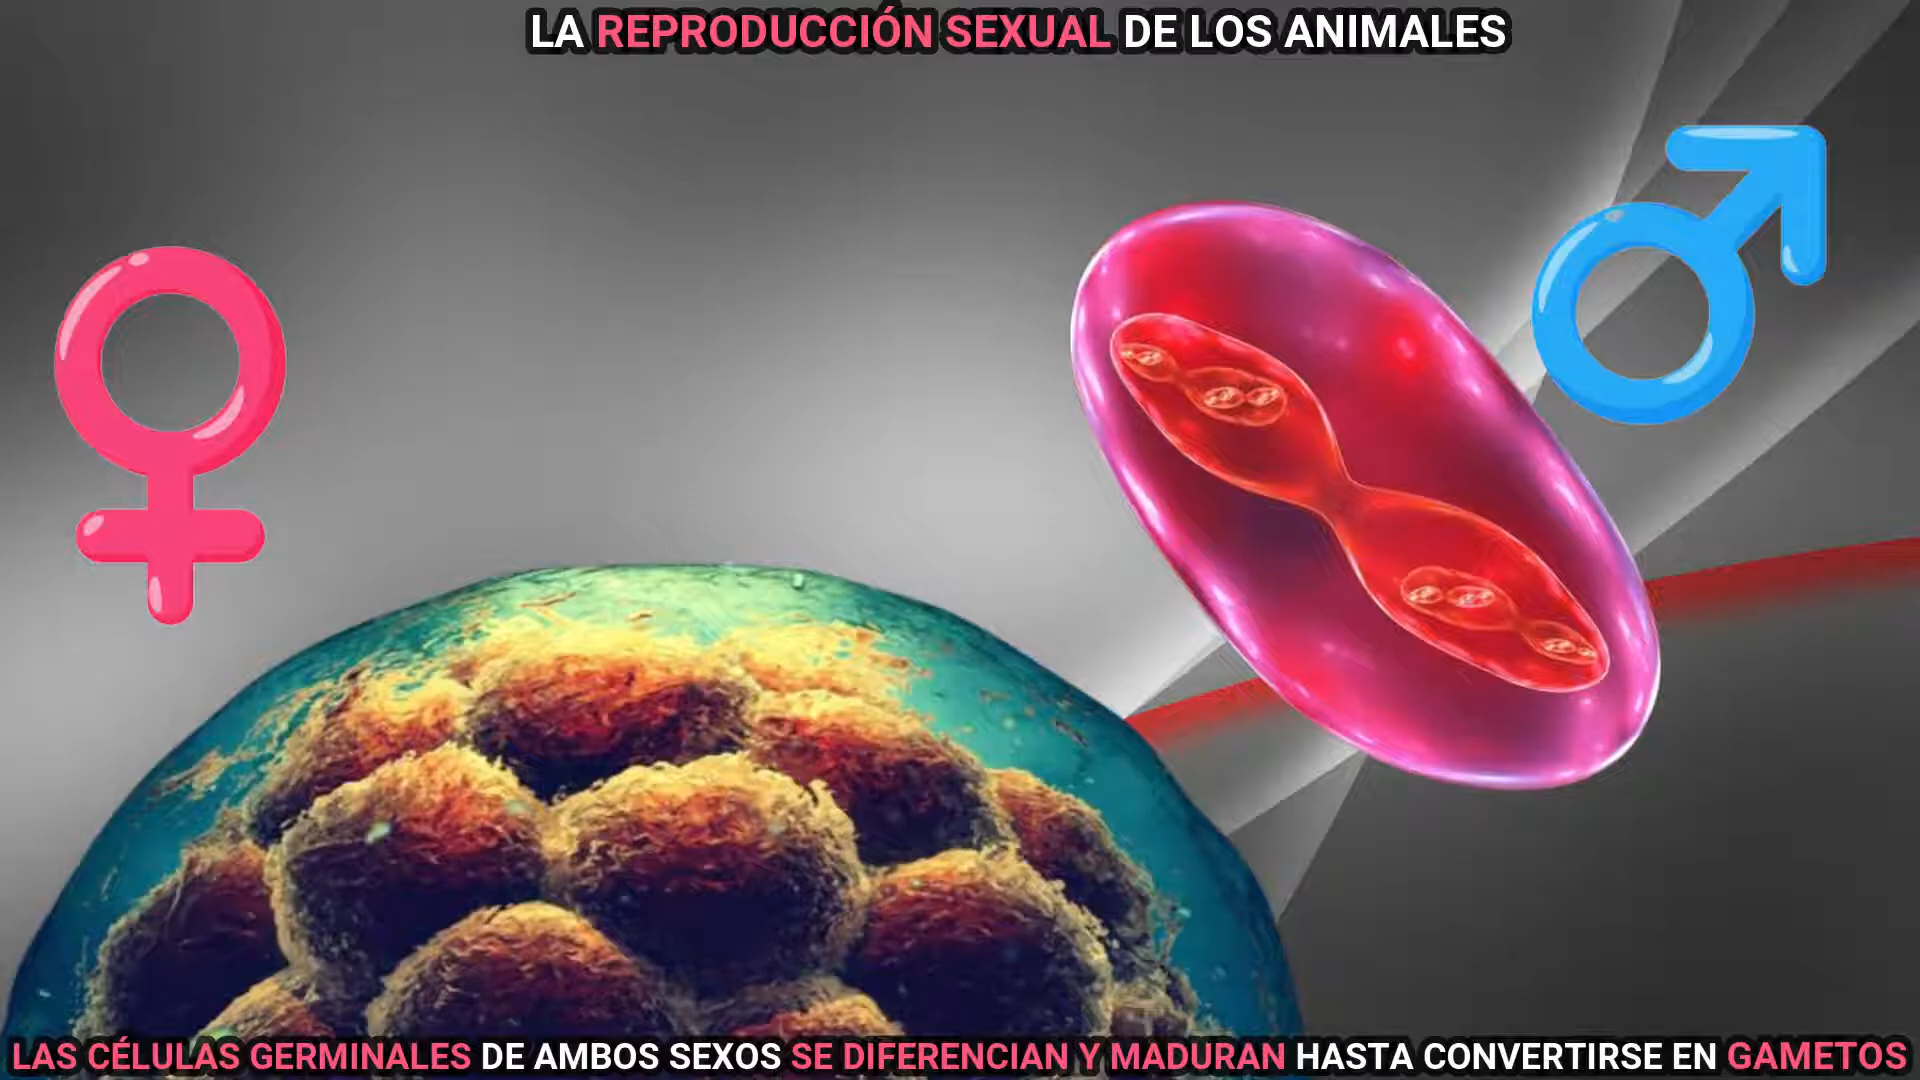 LA REPRODUCCIÓN SEXUAL DE LOS ANIMALES
LAS CÉLULAS GERMINALES DE AMBOS SEXOS SE DIFERENCIAN Y MADURAN HASTA CONVERTIRSE EN GAMETOS